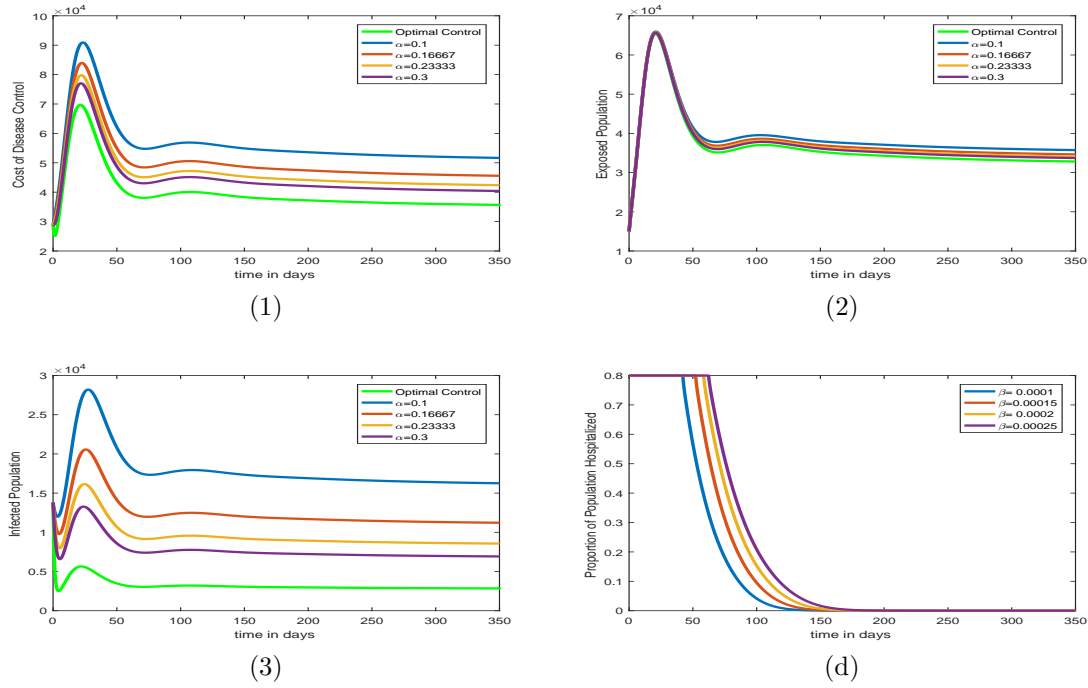 ×10^4
10
9
8
7
6
5
4
3
2
Cost of Disease Control
0 50 100 150 200 250 300 350
time in days
Optimal Control
α=0.1
α=0.16667
α=0.23333
α=0.3
(1)
×10^4
7
6
5
4
3
2
1
Exposed Population
0 50 100 150 200 250 300 350
time in days
Optimal Control
α=0.1
α=0.16667
α=0.23333
α=0.3
(2)
×10^4
3
2.5
2
1.5
1
0.5
0
Infected Population
0 50 100 150 200 250 300 350
time in days
Optimal Control
α=0.1
α=0.16667
α=0.23333
α=0.3
(3)
0.8
0.7
0.6
0.5
0.4
0.3
0.2
0.1
0
Proportion of Population Hospitalized
0 50 100 150 200 250 300 350
time in days
β= 0.0001
β=0.00015
β= 0.0002
β=0.00025
(d)